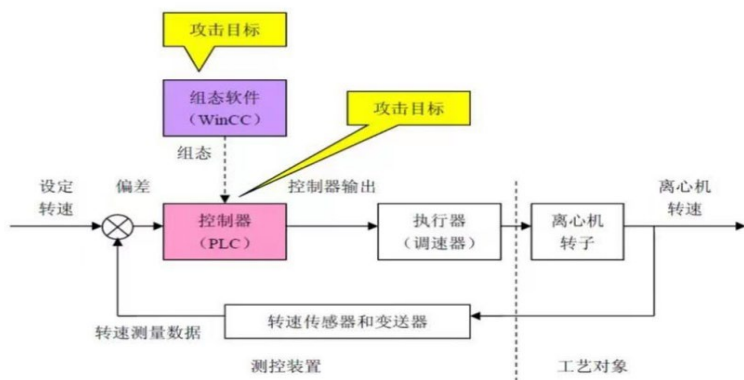 攻击目标
组态软件
（WinCC）
攻击目标
组态
设定
转速
偏差
控制器输出
离心机
转速
控制器
（PLC）
执行器
（调速器）
离心机
转子
转速测量数据
转速传感器和变送器
测控装置
工艺对象